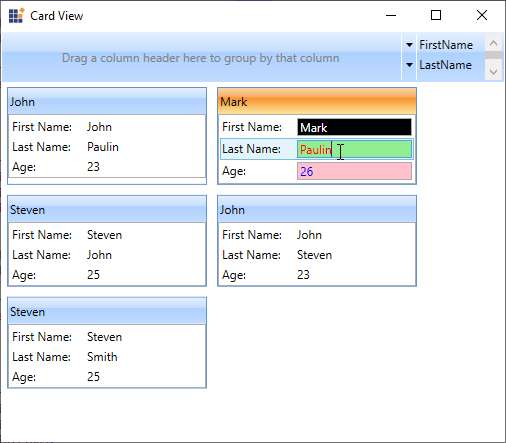 Card View
Drag a column header here to group by that column
FirstName
LastName
John
First Name: John
Last Name: Paulin
Age: 23
Mark
First Name: Mark
Last Name: Paulin
Age: 26
Steven
First Name: Steven
Last Name: John
Age: 25
John
First Name: John
Last Name: Steven
Age: 23
Steven
First Name: Steven
Last Name: Smith
Age: 25